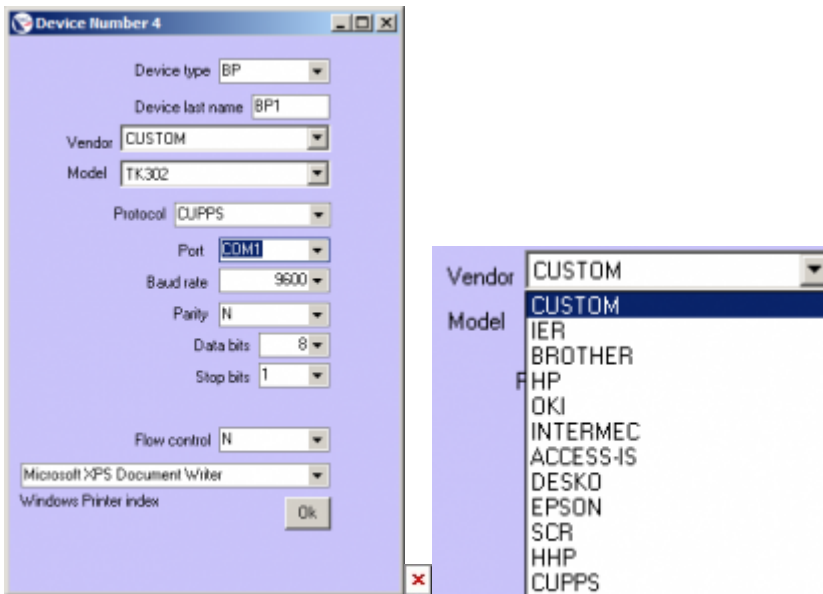 Device Number 4
Device type BP
Device last name BP1
Vendor CUSTOM
Model TK302
Protocol CUPPS
Port COM1
Baud rate 9600
Parity N
Data bits 8
Stop bits 1
Flow control N
Microsoft XPS Document Writer
Windows Printer index
Ok
Vendor CUSTOM
CUSTOM
Model
IER
BROTHER
HP
OKI
INTERMEC
ACCESS-IS
DESKO
EPSON
SCR
HHP
CUPPS